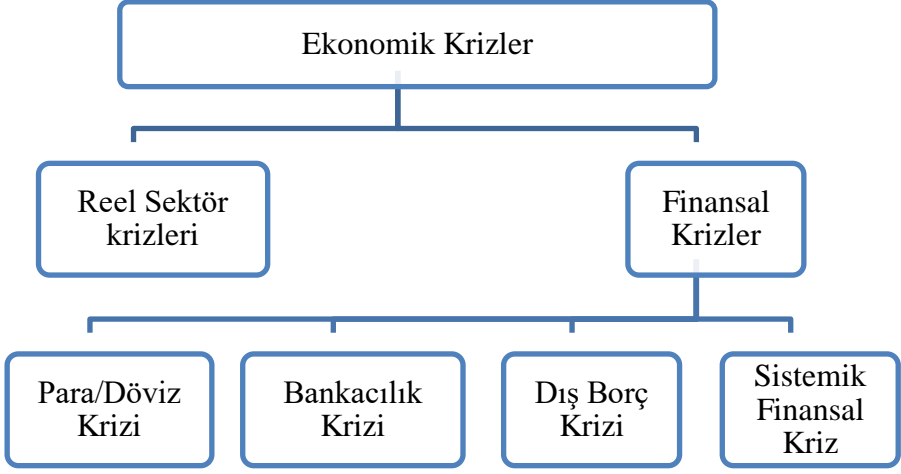 Ekonomik Krizler
Reel Sektör
krizleri
Finansal
Krizler
Para/Döviz
Krizi
Bankacılık
Krizi
Dış Borç
Krizi
Sistemik
Finansal
Kriz